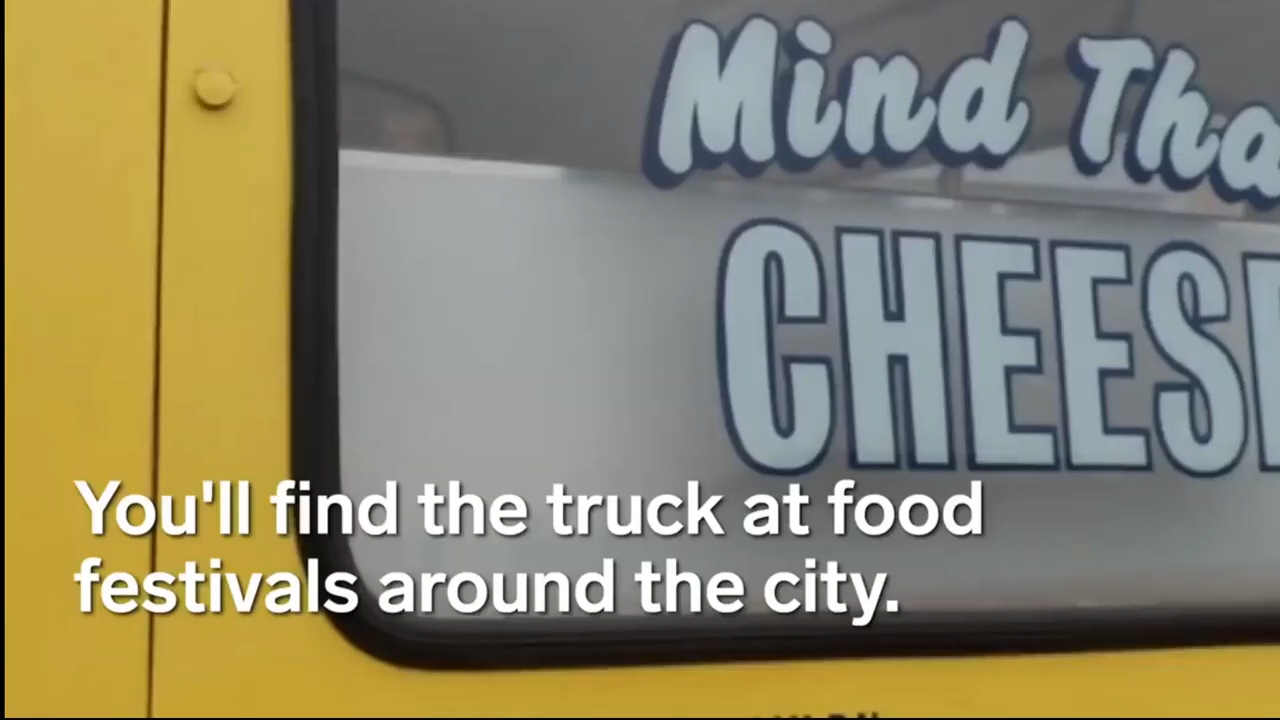 Mind Tha
CHEES
You'll find the truck at food
festivals around the city.